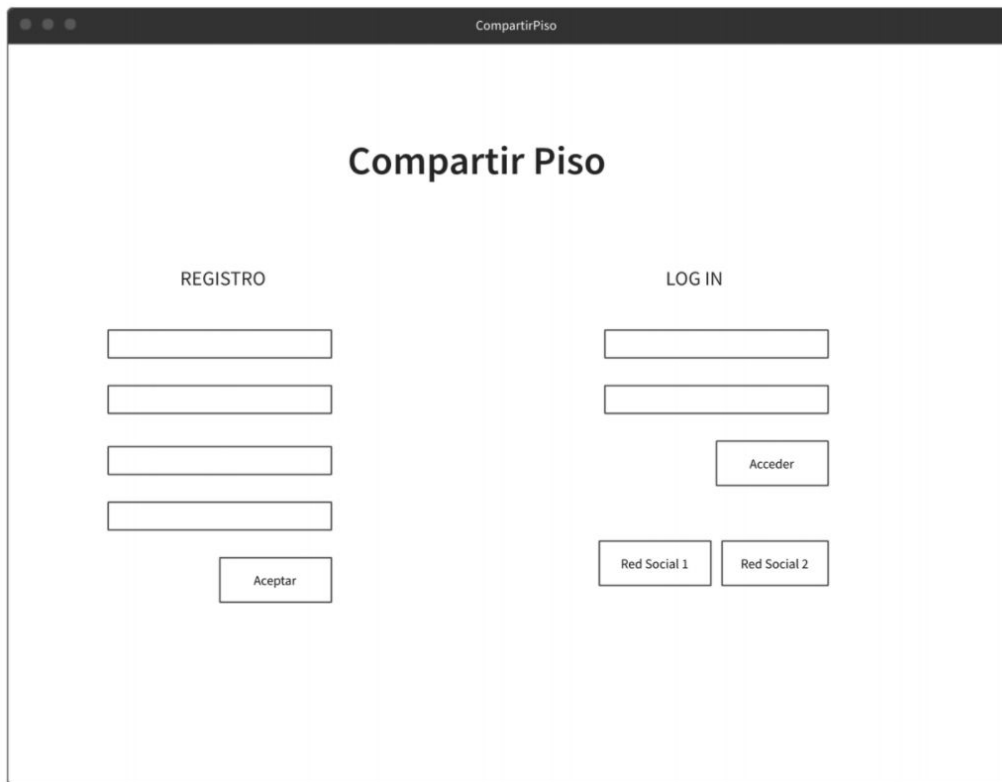 CompartirPiso
Compartir Piso
REGISTRO
Aceptar
LOG IN
Acceder
Red Social 1
Red Social 2